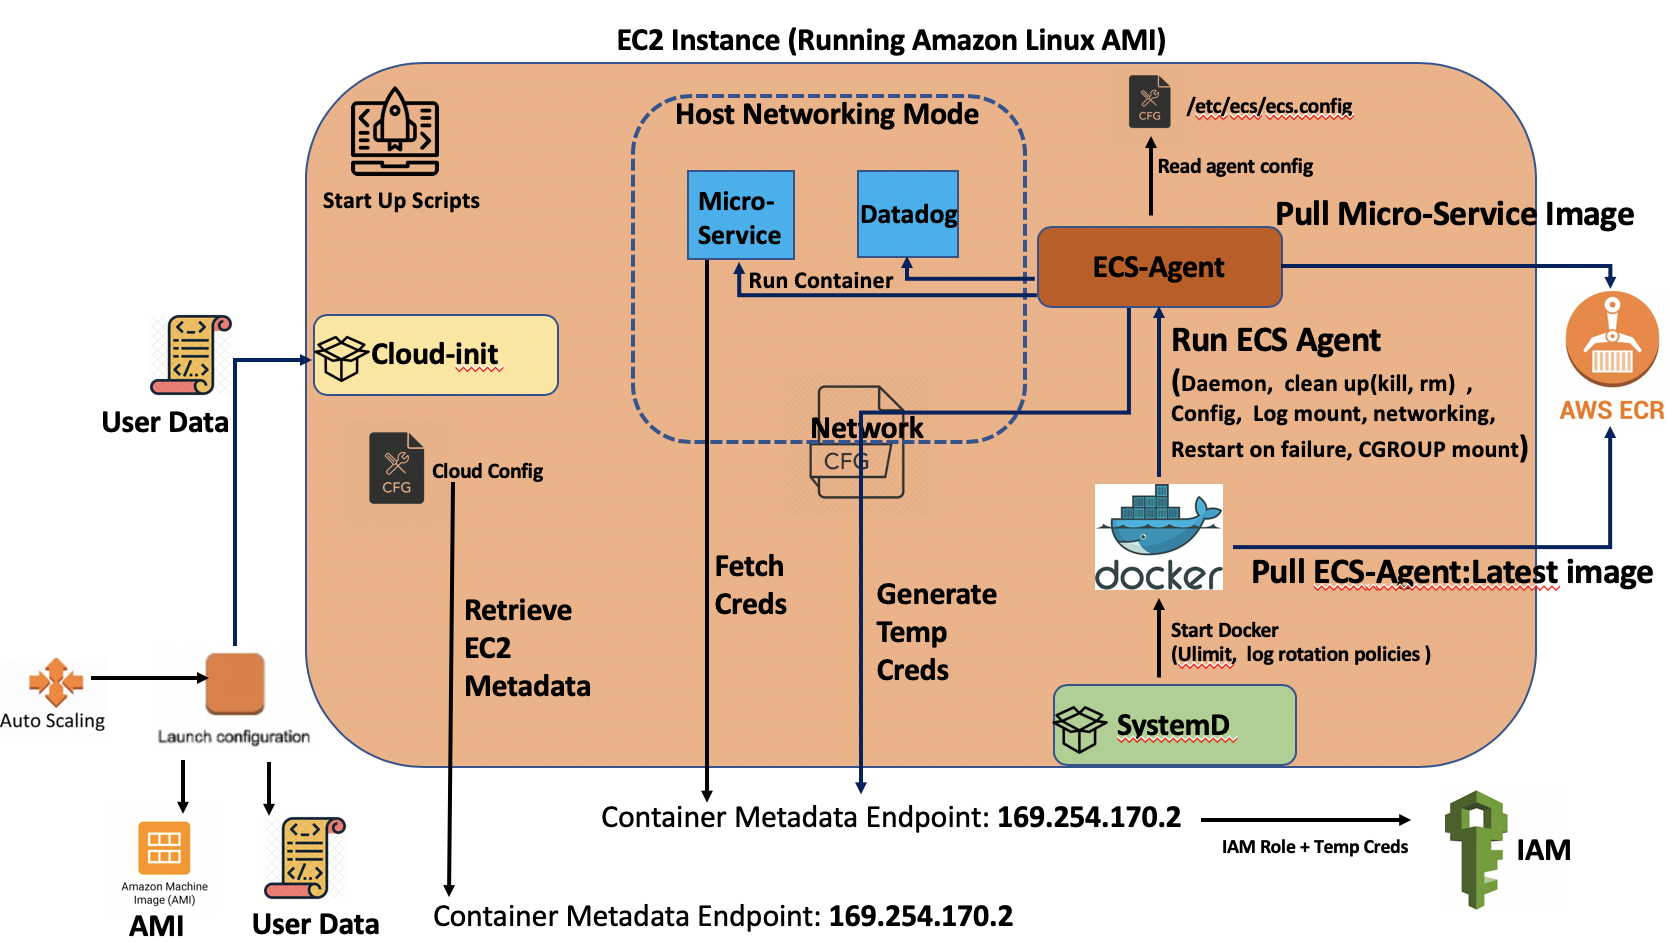 EC2 Instance (Running Amazon Linux AMI)
Start Up Scripts
Host Networking Mode
CFG
/etc/ecs/ecs.config
Read agent config
Micro-
Service
Datadog
Run Container
ECS-Agent
Pull Micro-Service Image
AWS ECR
Run ECS Agent
(Daemon, clean up(kill, rm) ,
Config, Log mount, networking,
Restart on failure, CGROUP mount)
User Data
Cloud-init
CFG
Cloud Config
Network
CFG
docker
Pull ECS-Agent:Latest image
Start Docker
(Ulimit, log rotation policies )
SystemD
Fetch
Creds
Generate
Temp
Creds
Retrieve
EC2
Metadata
Auto Scaling
Launch configuration
Amazon Machine
Image (AMI)
AMI
User Data
Container Metadata Endpoint: 169.254.170.2
IAM Role + Temp Creds
IAM
Container Metadata Endpoint: 169.254.170.2